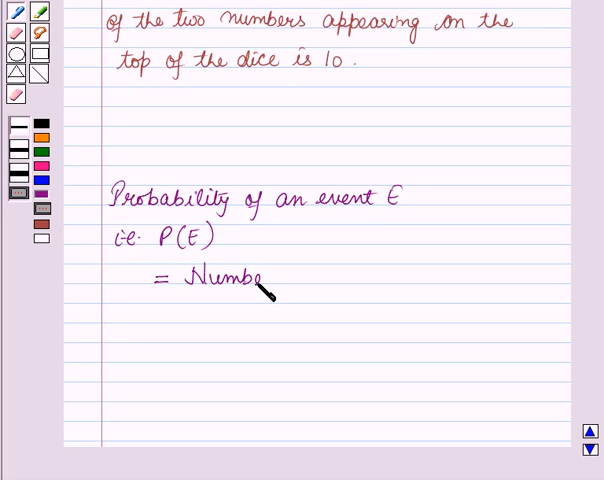 of the two numbers appearing on the
top of the dice is 10.
Probability of an event E
i.e. P(E)
= Numbe